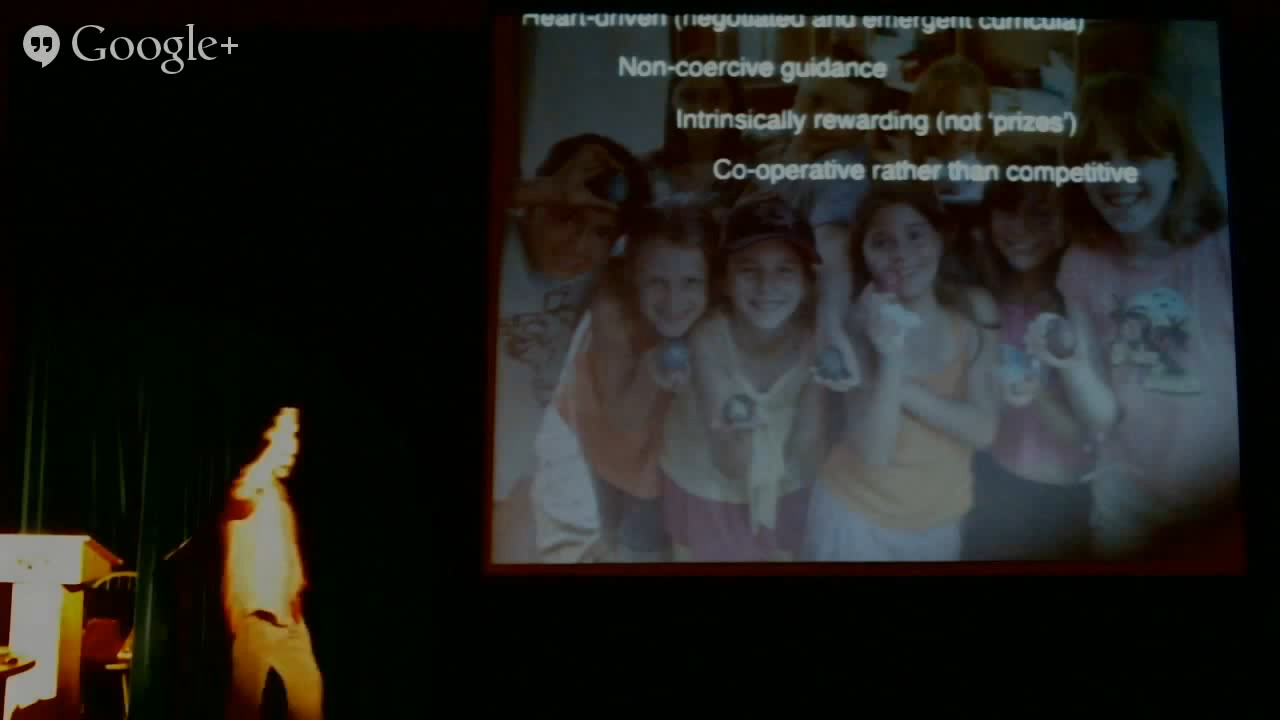 Google+
Heart-driven (negotiated and emergent curricula)
Non-coercive guidance
Intrinsically rewarding (not 'prizes')
Co-operative rather than competitive